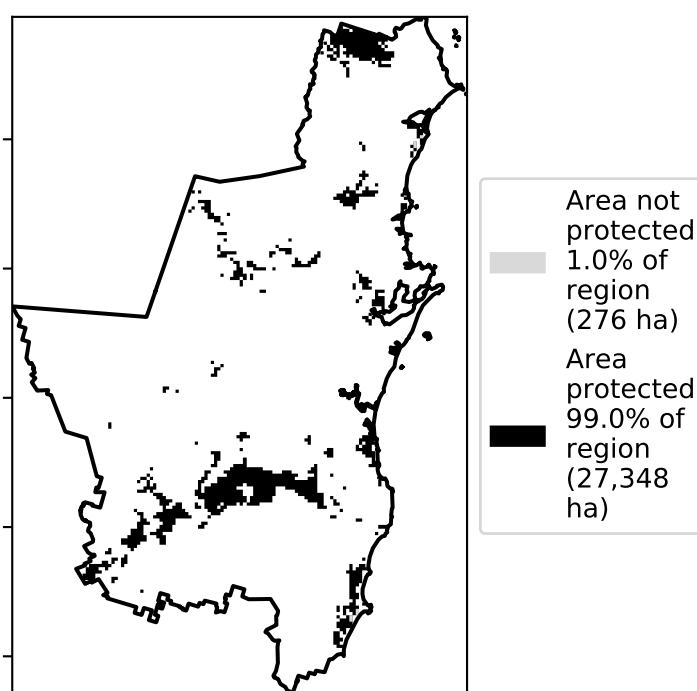 Area not
protected
1.0% of
region
(276 ha)
Area
protected
99.0% of
region
(27,348
ha)